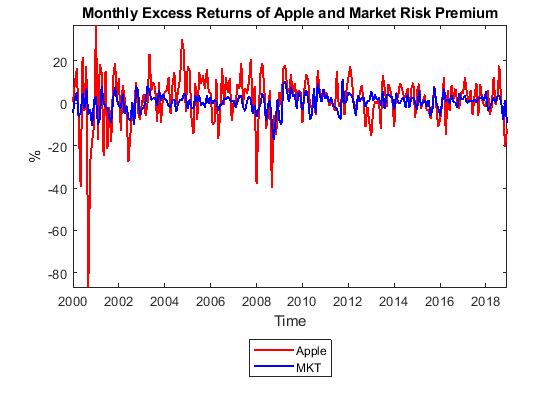 Monthly Excess Returns of Apple and Market Risk Premium
20
0
-20
-40
-60
-80
%
2000 2002 2004 2006 2008 2010 2012 2014 2016 2018
Time
Apple
MKT